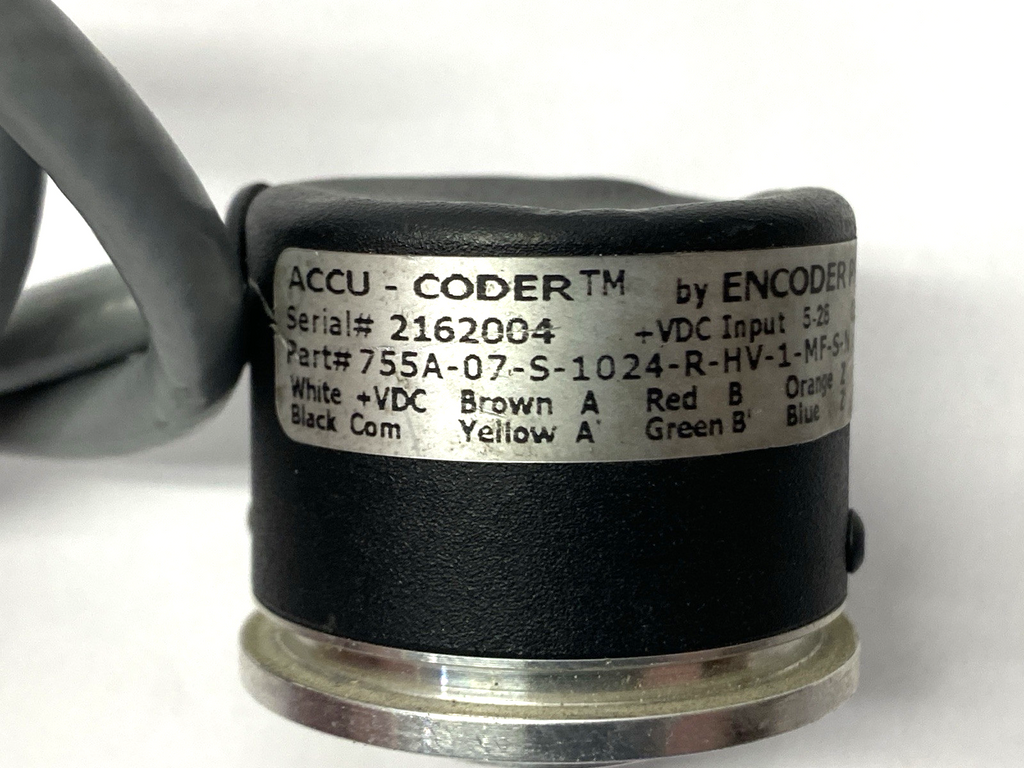 ACCU - CODER™ by ENCODER
Serial# 2162004 +VDC Input 5-28
Part# 755A-07-S-1024-R-HV-1-MF-S-N
White +VDC Brown A Red B Orange Z
Black Com Yellow A' Green B' Blue